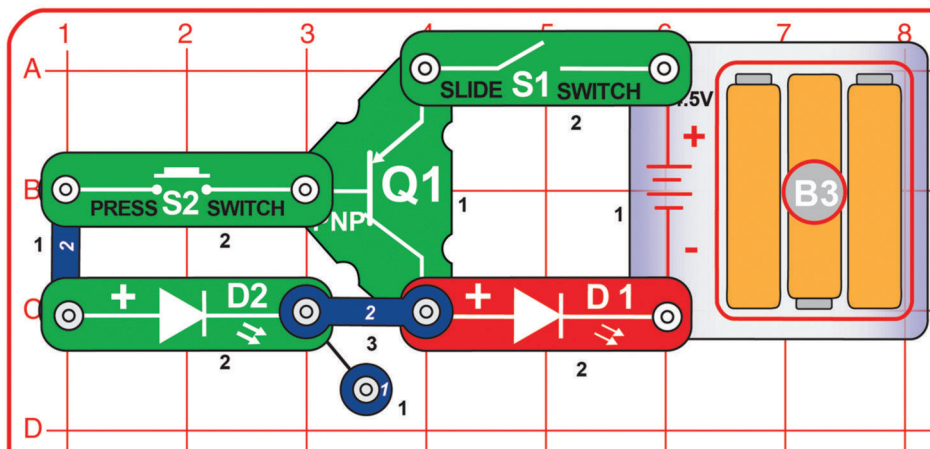 1 2 3 4 5 6 7 8
A
SLIDE S1 SWITCH
2
4.5V
+
B
PRESS S2 SWITCH
2
PNP
Q1
1
1
-
B3
1
2
C
+ D2
2
2
3
+ D1
2
1
1
D